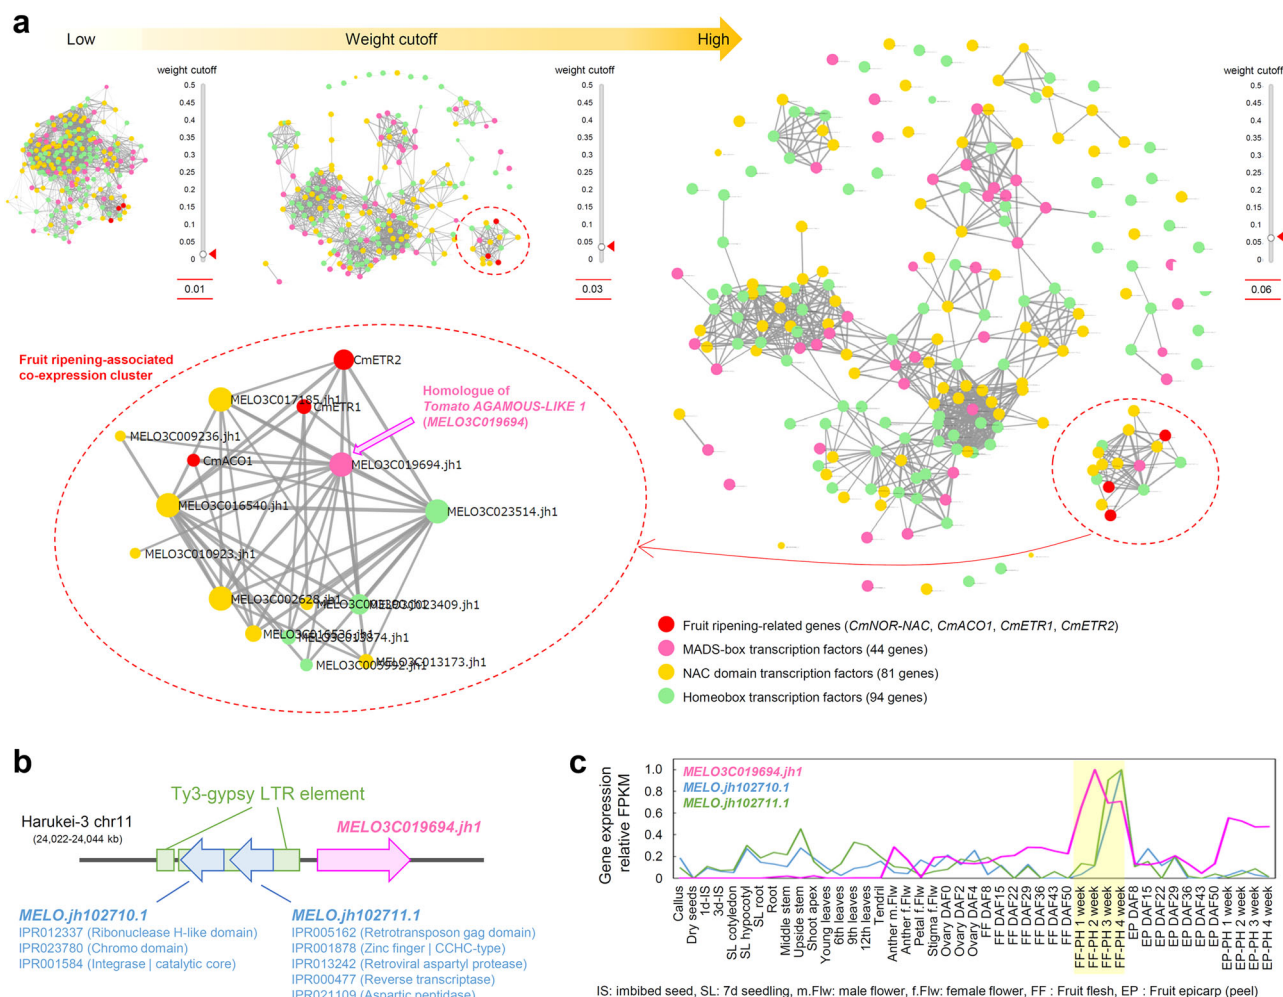 a
Low
Weight cutoff
High
weight cutoff
0.5
0.45
0.4
0.35
0.3
0.25
0.2
0.15
0.1
0.05
0
0.01
weight cutoff
0.5
0.45
0.4
0.35
0.3
0.25
0.2
0.15
0.1
0.05
0
0.03
weight cutoff
0.5
0.45
0.4
0.35
0.3
0.25
0.2
0.15
0.1
0.05
0
0.06
Fruit ripening-associated
co-expression cluster
CmETR2
MELO3C017185.jh1
CmETR1
Homologue of
Tomato AGAMOUS-LIKE 1
(MELO3C019694)
MELO3C009236.jh1
CmACO1
MELO3C019694.jh1
MELO3C016540.jh1
MELO3C023514.jh1
MELO3C010923.jh1
MELO3C002628.jh1
MELO3C023409.jh1
MELO3C013173.jh1
MELO3C005992.jh1
Fruit ripening-related genes (CmNOR-NAC, CmACO1, CmETR1, CmETR2)
MADS-box transcription factors (44 genes)
NAC domain transcription factors (81 genes)
Homeobox transcription factors (94 genes)
b
Ty3-gypsy LTR element
Harukei-3 chr11
(24,022-24,044 kb)
MELO3C019694.jh1
MELO.jh102710.1
IPR012337 (Ribonuclease H-like domain)
IPR023780 (Chromo domain)
IPR001584 (Integrase | catalytic core)
MELO.jh102711.1
IPR005162 (Retrotransposon gag domain)
IPR001878 (Zinc finger | CCHC-type)
IPR013242 (Retroviral aspartyl protease)
IPR000477 (Reverse transcriptase)
IPR021109 (Aspartic peptidase)
c
Gene expression
relative FPKM
1.0
0.8
0.6
0.4
0.2
0
MELO3C019694.jh1
MELO.jh102710.1
MELO.jh102711.1
Callus
Dry seeds
1d-IS
3d-IS
SL cotyledon
SL hypocotyl
SL root
Root
Middle stem
Upside stem
Shoot apex
Young leaves
6th leaves
9th leaves
12th leaves
Tendril
Anther m.Flw
Anther f.Flw
Petal f.Flw
Stigma f.Flw
Ovary DAF0
Ovary DAF2
Ovary DAF4
FF DAF8
FF DAF15
FF DAF22
FF DAF29
FF DAF36
FF DAF43
FF DAF50
FF-PH 1 week
FF-PH 2 week
FF-PH 3 week
FF-PH 4 week
EP DAF8
EP DAF15
EP DAF22
EP DAF29
EP DAF36
EP DAF43
EP DAF50
EP-PH 1 week
EP-PH 2 week
EP-PH 3 week
EP-PH 4 week
IS: imbibed seed, SL: 7d seedling, m.Flw: male flower, f.Flw: female flower, FF : Fruit flesh, EP : Fruit epicarp (peel)